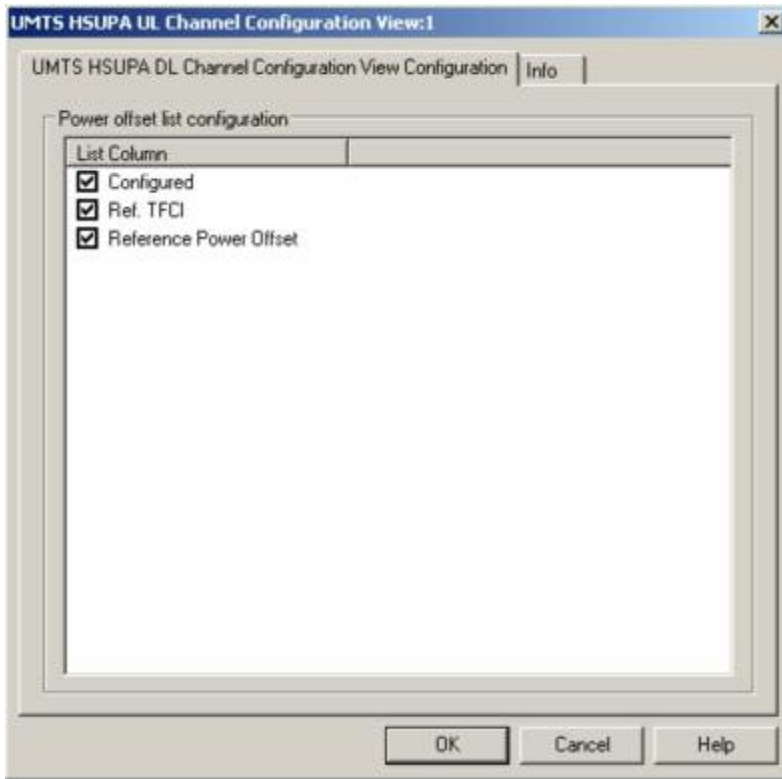 UMTS HSUPA UL Channel Configuration View:1
UMTS HSUPA DL Channel Configuration View Configuration
Info
Power offset list configuration
List Column
Configured
Ref. TFCI
Reference Power Offset
OK
Cancel
Help